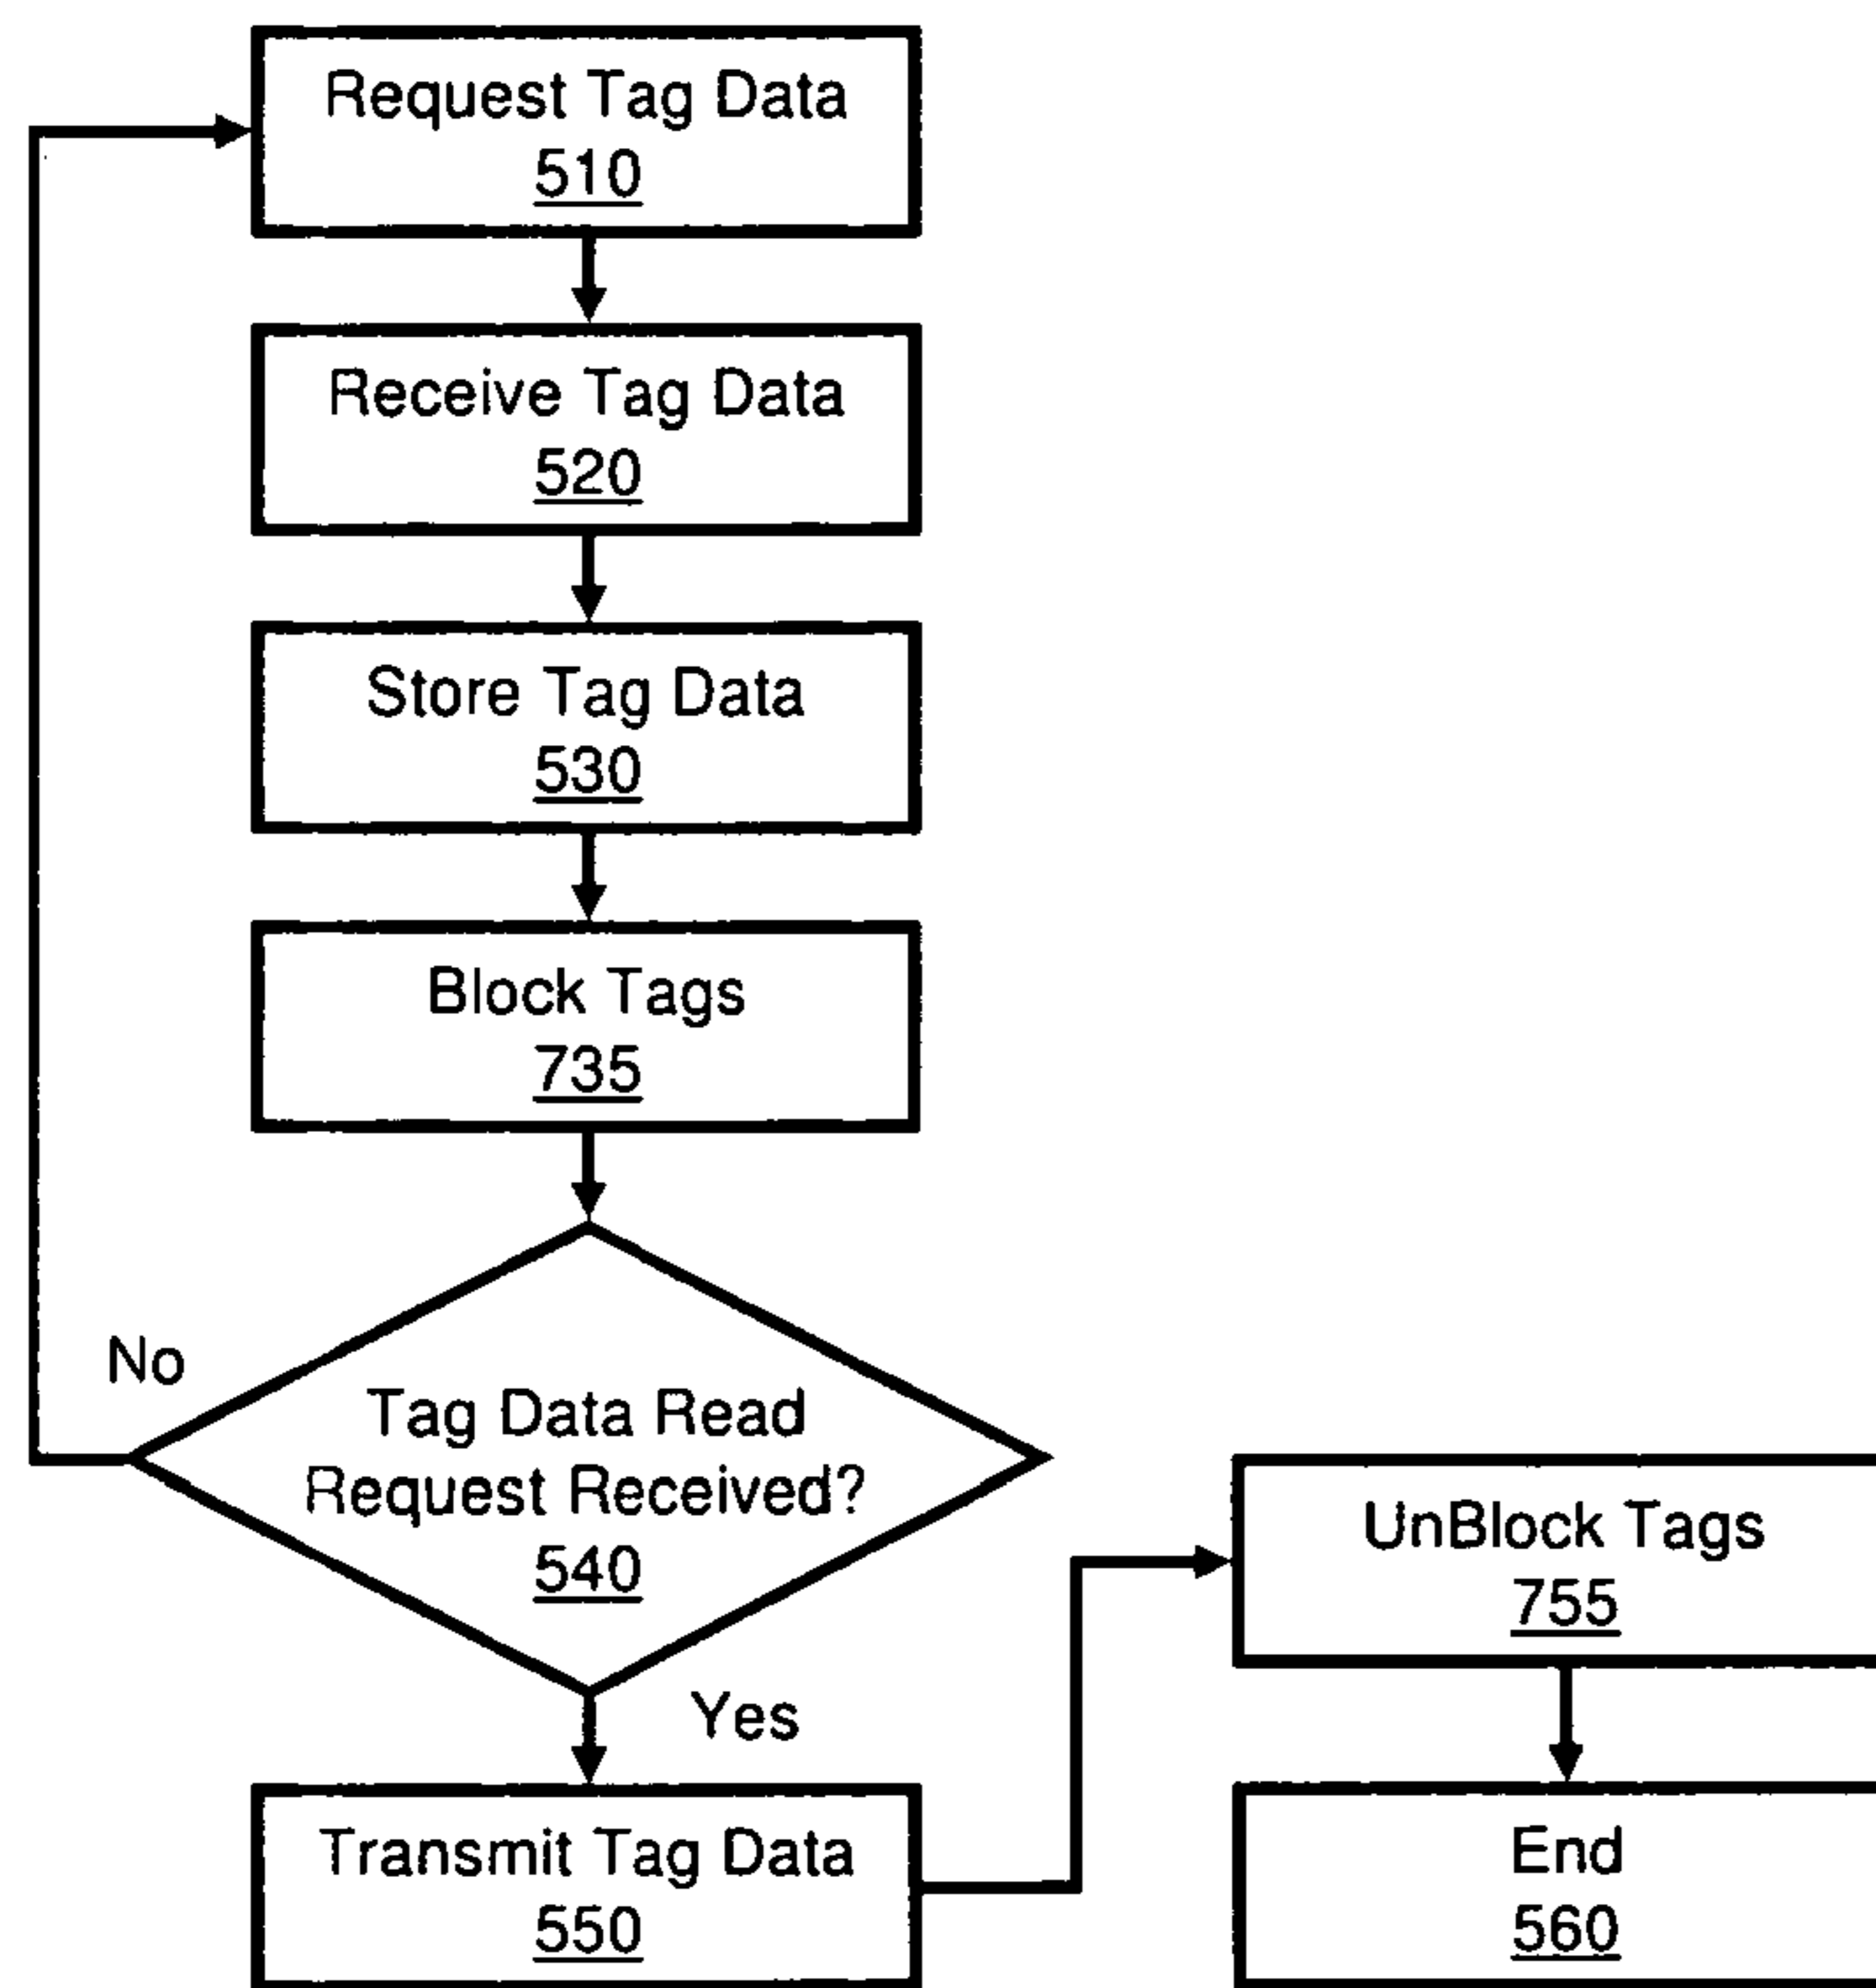 Request Tag Data
510
Receive Tag Data
520
Store Tag Data
530
Block Tags
735
No
Tag Data Read
Request Received?
540
Yes
Transmit Tag Data
550
UnBlock Tags
755
End
560